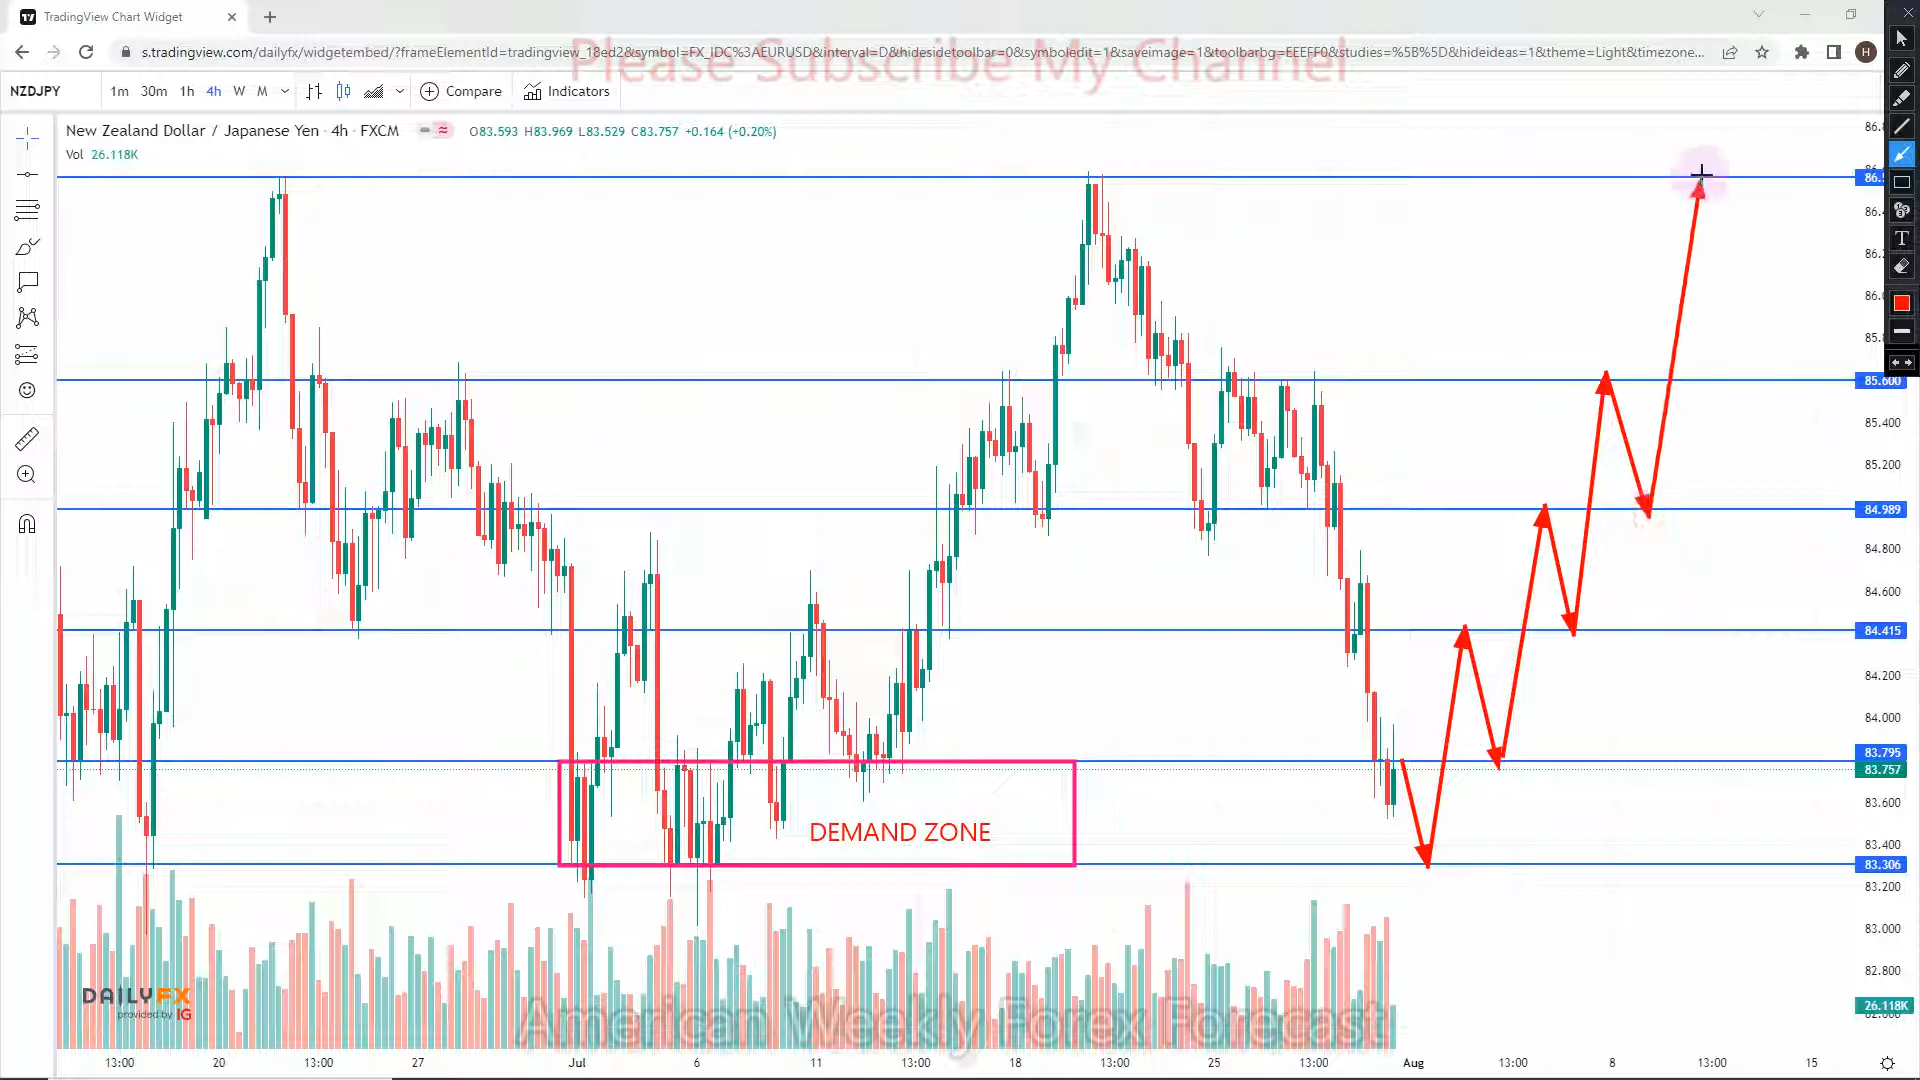 TradingView Chart Widget
s.tradingview.com/dailyfx/widgetembed/?frameElementId=tradingview_18ed2&symbol=FX_IDC%3AEURUSD&interval=D&hidesidetoolbar=0&symboledit=1&saveimage=1&toolbarbg=EEEFF0&studies=%5B%5D&hideideas=1&theme=Light&timezone...
H
Please Subscribe My Channel
NZDJPY 1m 30m 1h 4h W M Compare Indicators
New Zealand Dollar / Japanese Yen · 4h · FXCM O83.593 H83.969 L83.529 C83.757 +0.164 (+0.20%)
Vol 26.118K
85.600
85.400
85.200
84.989
84.800
84.600
84.415
84.200
84.000
83.795
83.757
83.600
DEMAND ZONE
83.400
83.306
83.200
83.000
82.800
DAILYFX
provided by IG
26.118K
82.000
American Weekly Forex Forecast
13:00 20 13:00 27 Jul 6 11 13:00 18 13:00 25 13:00 Aug 13:00 8 13:00 15